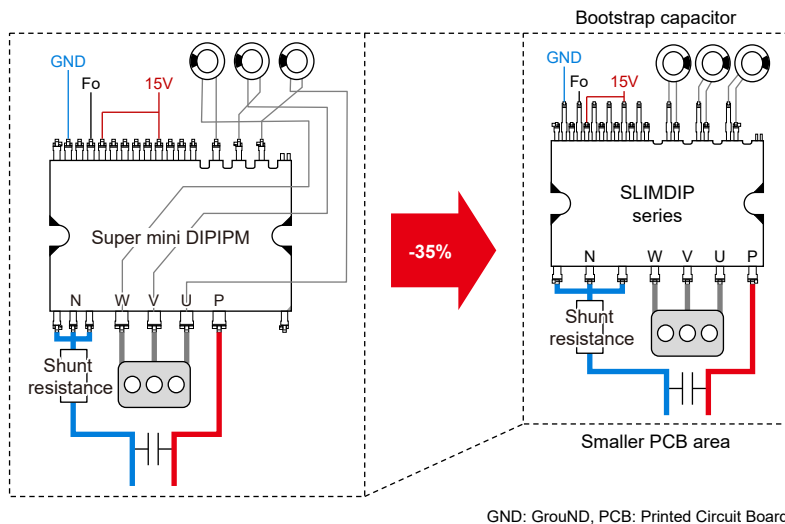 Bootstrap capacitor
GND
Fo
15V
Super mini DIPIPM
N
W
V
U
P
Shunt
resistance
-35%
GND
Fo
15V
SLIMDIP
series
N
W
V
U
P
Shunt
resistance
Smaller PCB area
GND: GrouND, PCB: Printed Circuit Board